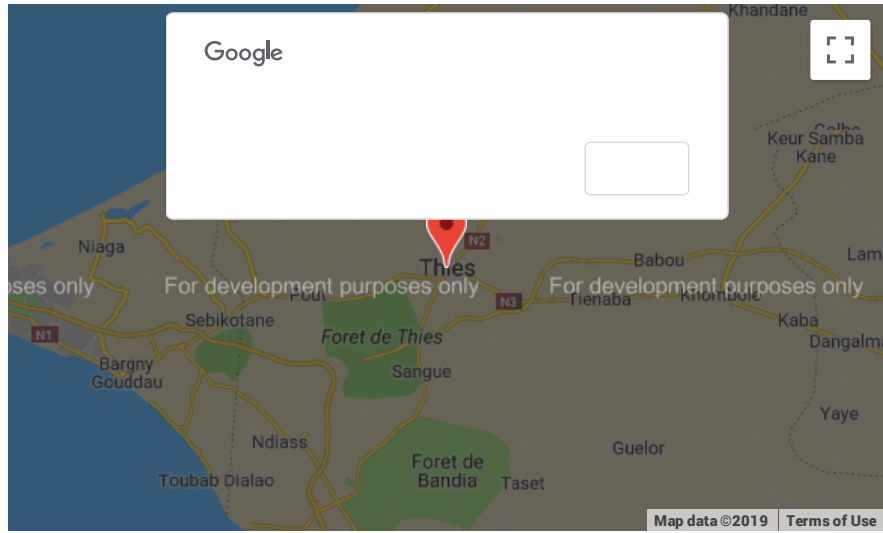 Khandane
Google
Keur Samba
Kane
Niaga
N2
Thies
Babou
Lam
oses only
For development purposes only
For development purposes only
Pout
N3
Tienaba
Khombole
Sebikotane
Kaba
N1
Foret de Thies
Dangalma
Bargny
Gouddau
Sangue
Yaye
Ndiass
Guelor
Foret de
Bandia
Toubab Dialao
Taset
Map data ©2019
Terms of Use